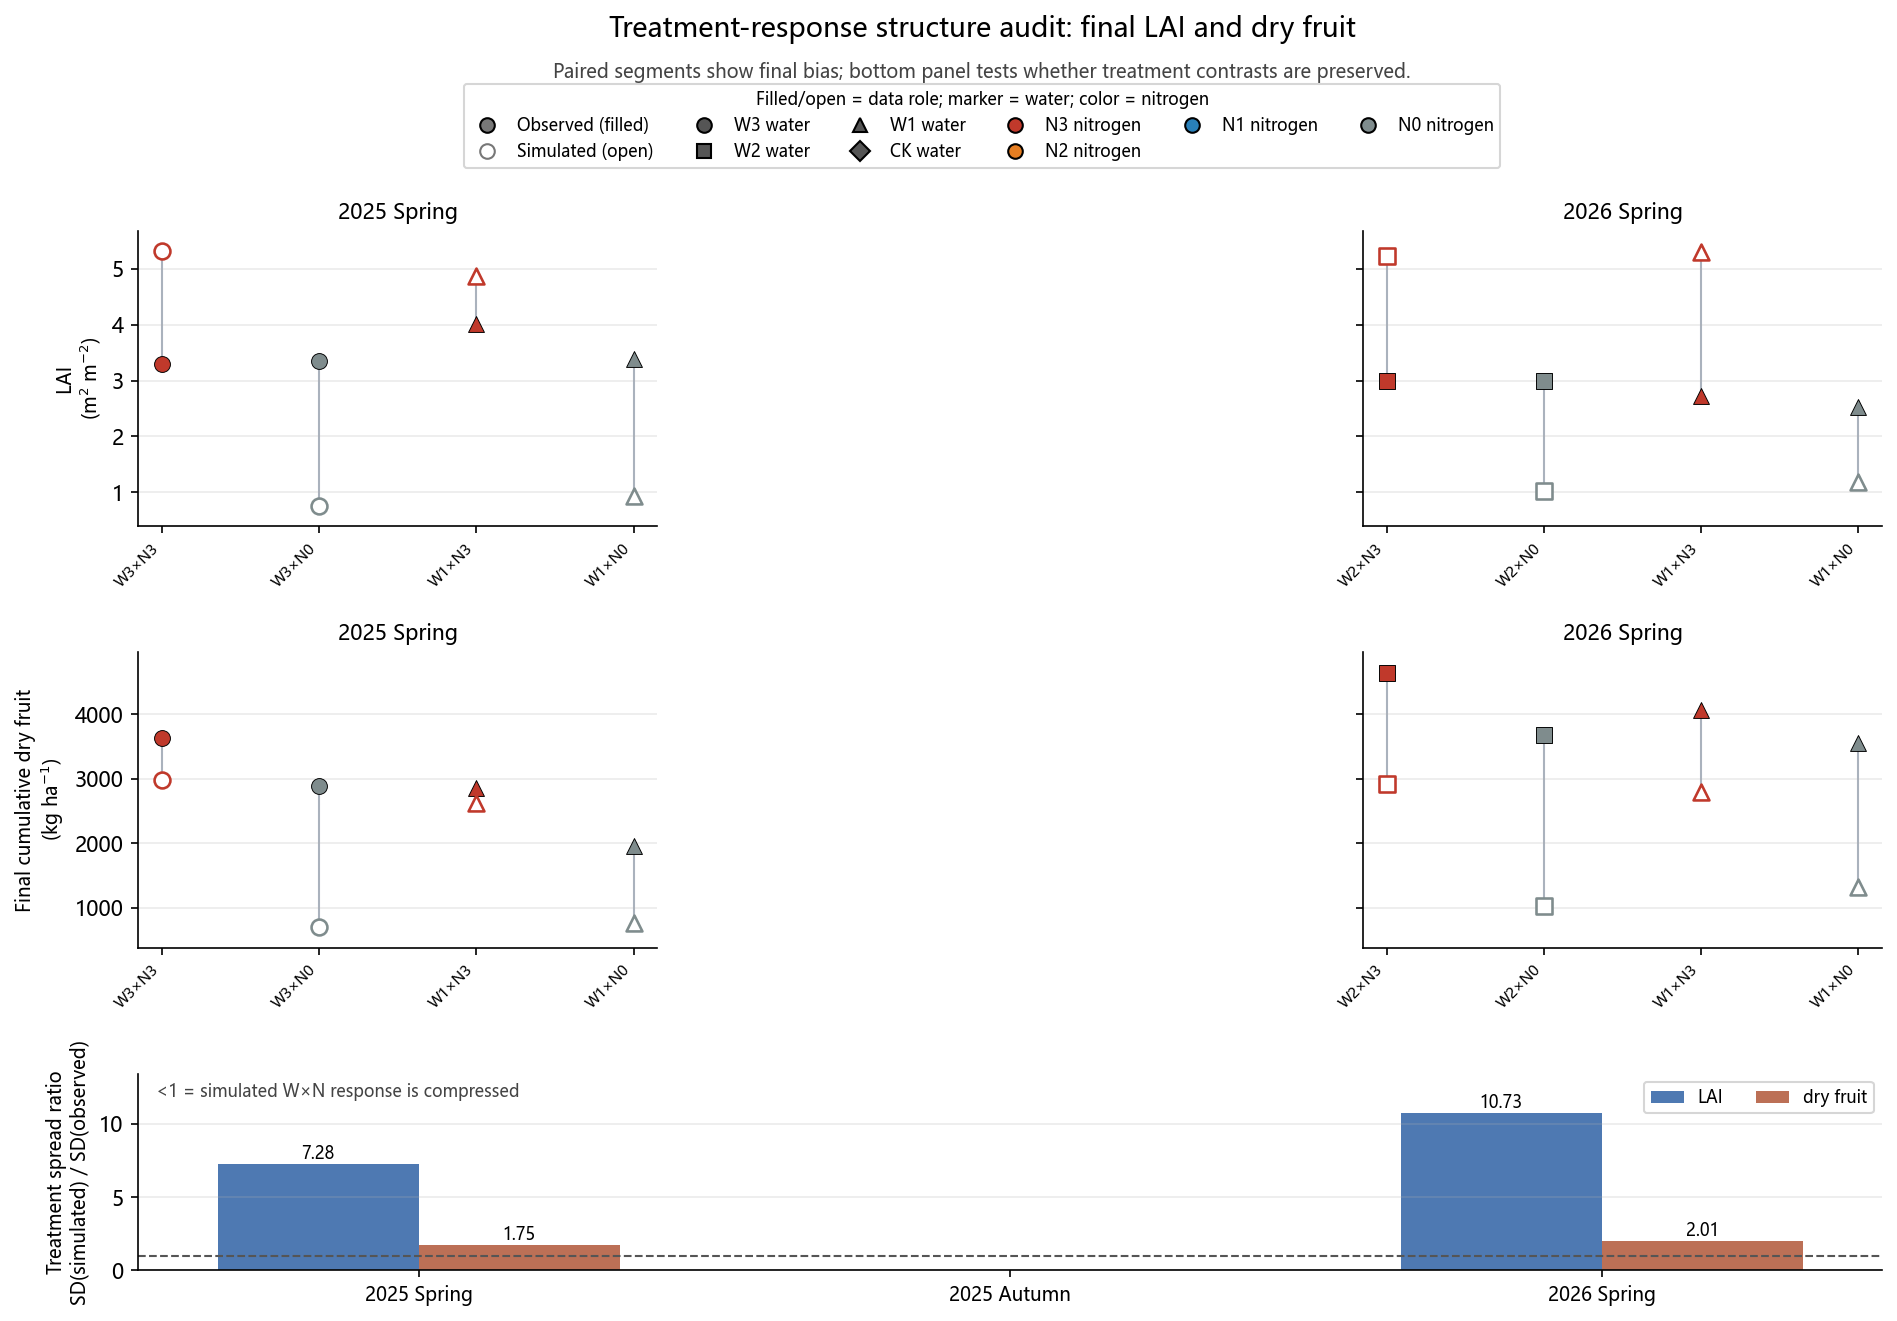 Treatment-response structure audit: final LAI and dry fruit
Paired segments show final bias; bottom panel tests whether treatment contrasts are preserved.
Filled/open = data role; marker = water; color = nitrogen
Observed (filled) W3 water W1 water N3 nitrogen N1 nitrogen N0 nitrogen
Simulated (open) W2 water CK water N2 nitrogen
2025 Spring
LAI
(m² m⁻²)
5
4
3
2
1
W3×N3 W3×N0 W1×N3 W1×N0
2026 Spring
W2×N3 W2×N0 W1×N3 W1×N0
2025 Spring
Final cumulative dry fruit
(kg ha⁻¹)
4000
3000
2000
1000
W3×N3 W3×N0 W1×N3 W1×N0
2026 Spring
W2×N3 W2×N0 W1×N3 W1×N0
Treatment spread ratio
SD(simulated) / SD(observed)
<1 = simulated W×N response is compressed
LAI dry fruit
10
5
0
7.28
1.75
10.73
2.01
2025 Spring 2025 Autumn 2026 Spring